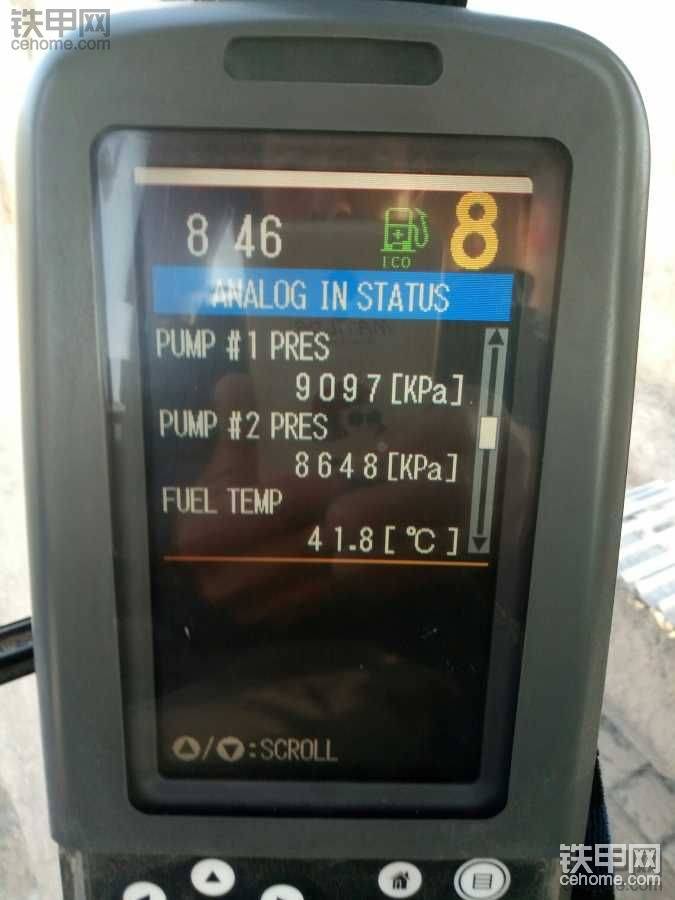 铁甲网
cehome.com
8 46
ECO
8
ANALOG IN STATUS
PUMP #1 PRES
9097[KPa]
PUMP #2 PRES
8648[KPa]
FUEL TEMP
41.8[℃]
▲/▼:SCROLL
铁甲网
cehome.com